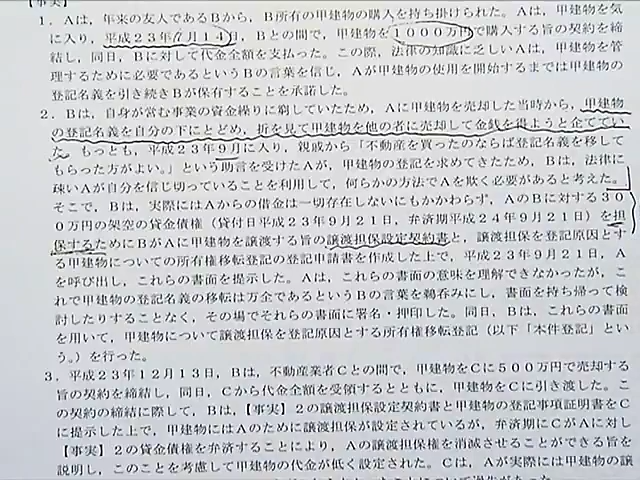 【事実】
1．Aは，年来の友人であるBから，B所有の甲建物の購入を持ち掛けられた。Aは，甲建物を気
に入り，平成23年7月14日，Bとの間で，甲建物を1000万円で購入する旨の契約を締
結し，同日，Bに対して代金全額を支払った。この際，法律の知識に乏しいAは，甲建物を管
理するために必要であるというBの言葉を信じ，Aが甲建物の使用を開始するまでは甲建物の
登記名義を引き続きBが保有することを承諾した。
2．Bは，自身が営む事業の資金繰りに窮していたため，Aに甲建物を売却した当時から，甲建物
の登記名義を自分の下にとどめ，折を見て甲建物を他の者に売却して金銭を得ようと企ててい
た。もっとも，平成23年9月に入り，親戚から「不動産を買ったのならば登記名義を移して
もらった方がよい。」という助言を受けたAが，甲建物の登記を求めてきたため，Bは，法律に
疎いAが自分を信じ切っていることを利用して，何らかの方法でAを欺く必要があると考えた。
そこで，Bは，実際にはAからの借金は一切存在しないにもかかわらず，AのBに対する30
0万円の架空の貸金債権（貸付日平成23年9月21日，弁済期平成24年9月21日）を担
保するためにBがAに甲建物を譲渡する旨の譲渡担保設定契約書と，譲渡担保を登記原因とす
る甲建物についての所有権移転登記の登記申請書を作成した上で，平成23年9月21日，A
を呼び出し，これらの書面を提示した。Aは，これらの書面の意味を理解できなかったが，こ
れで甲建物の登記名義の移転は万全であるというBの言葉を鵜呑みにし，書面を持ち帰って検
討したりすることなく，その場でそれらの書面に署名・押印した。同日，Bは，これらの書面
を用いて，甲建物について譲渡担保を登記原因とする所有権移転登記（以下「本件登記」とい
う。）を行った。
3．平成23年12月13日，Bは，不動産業者Cとの間で，甲建物をCに500万円で売却する
旨の契約を締結し，同日，Cから代金全額を受領するとともに，甲建物をCに引き渡した。こ
の契約の締結に際して，Bは，【事実】2の譲渡担保設定契約書と甲建物の登記事項証明書をC
に提示した上で，甲建物にはAのために譲渡担保が設定されているが，弁済期にCがAに対し
【事実】2の貸金債権を弁済することにより，Aの譲渡担保権を消滅させることができる旨を
説明し，このことを考慮して甲建物の代金が低く設定された。Cは，Aが実際には甲建物の譲